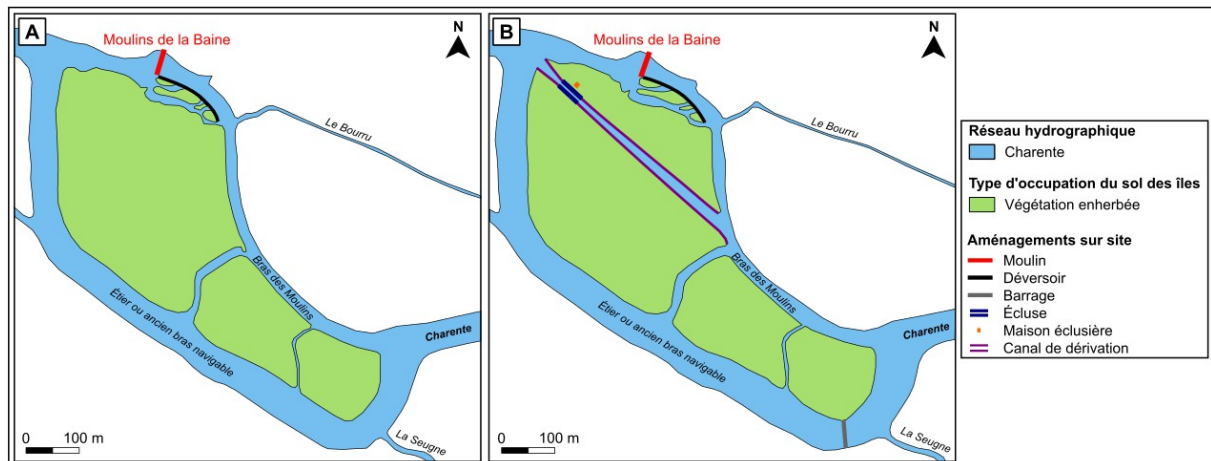 A
Moulins de la Baine
N
Le Bourru
Bras des Moulins
Étier ou ancien bras navigable
Charente
La Seugne
0 100 m
B
Moulins de la Baine
N
Le Bourru
Bras des Moulins
Étier ou ancien bras navigable
Charente
La Seugne
0 100 m
Réseau hydrographique
Charente
Type d'occupation du sol des îles
Végétation enherbée
Aménagements sur site
Moulin
Déversoir
Barrage
Écluse
Maison éclusière
Canal de dérivation